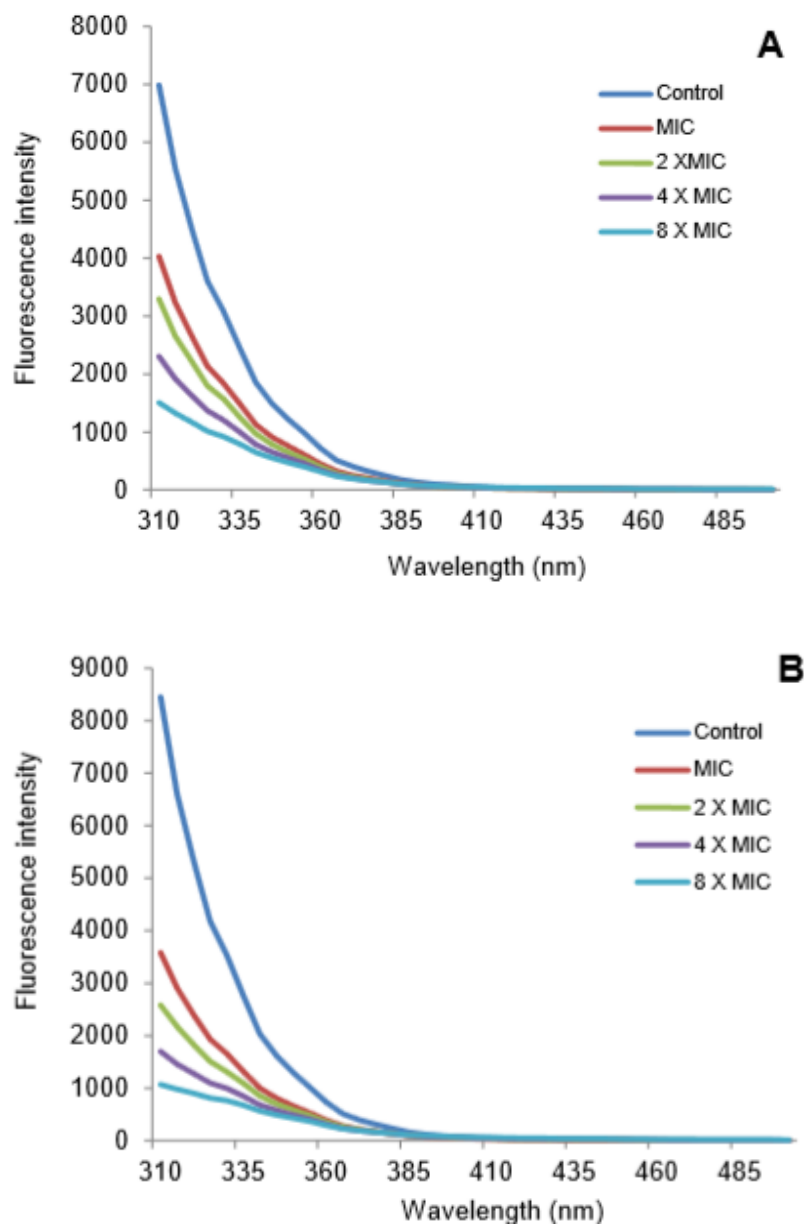 A
8000
7000
6000
5000
4000
3000
2000
1000
0
Fluorescence intensity
Control
MIC
2 XMIC
4 X MIC
8 X MIC
310 335 360 385 410 435 460 485
Wavelength (nm)
B
9000
8000
7000
6000
5000
4000
3000
2000
1000
0
Fluorescence intensity
Control
MIC
2 X MIC
4 X MIC
8 X MIC
310 335 360 385 410 435 460 485
Wavelength (nm)